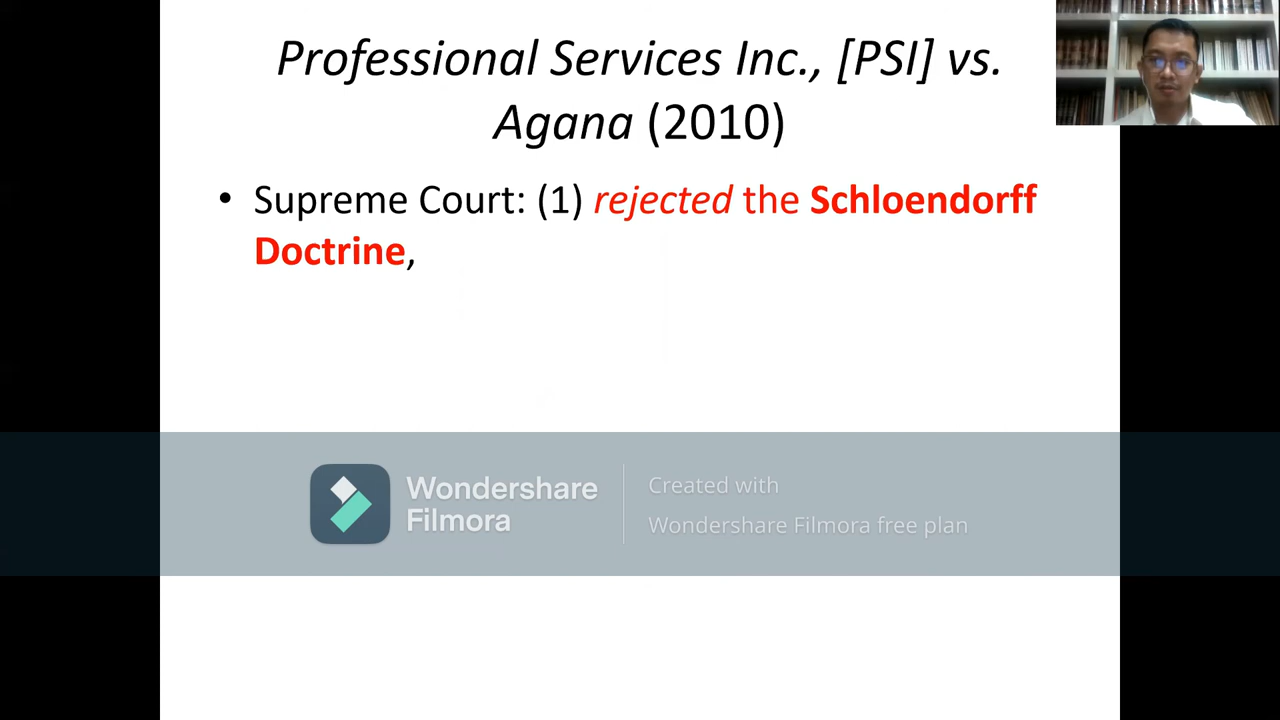 Professional Services Inc., [PSI] vs.
Agana (2010)
• Supreme Court: (1) rejected the Schloendorff
Doctrine,
Wondershare
Filmora
Created with
Wondershare Filmora free plan